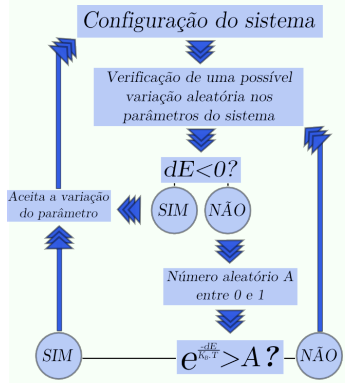 Configuração do sistema
Verificação de uma possível
variação aleatória nos
parâmetros do sistema
dE<0?
Aceita a variação
do parâmetro
SIM
NÃO
Número aleatório A
entre 0 e 1
SIM
e^(-dE/K₀.T)>A?
NÃO